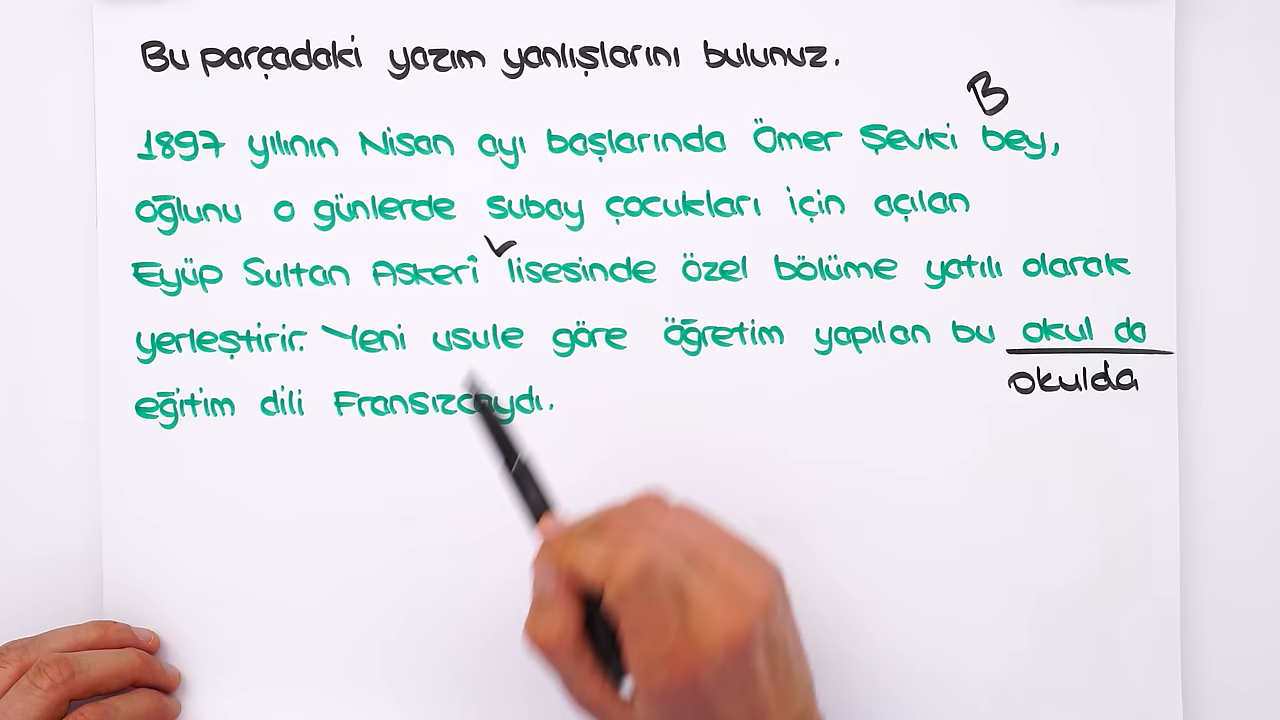 Bu parçadaki yazım yanlışlarını bulunuz.
B
1897 yılının Nisan ayı başlarında Ömer Şevki bey,
oğlunu o günlerde subay çocukları için açılan
Eyüp Sultan Askerî lisesinde özel bölüme yatılı olarak
yerleştirir. Yeni usule göre öğretim yapılan bu okul da
okulda
eğitim dili Fransızcaydı.